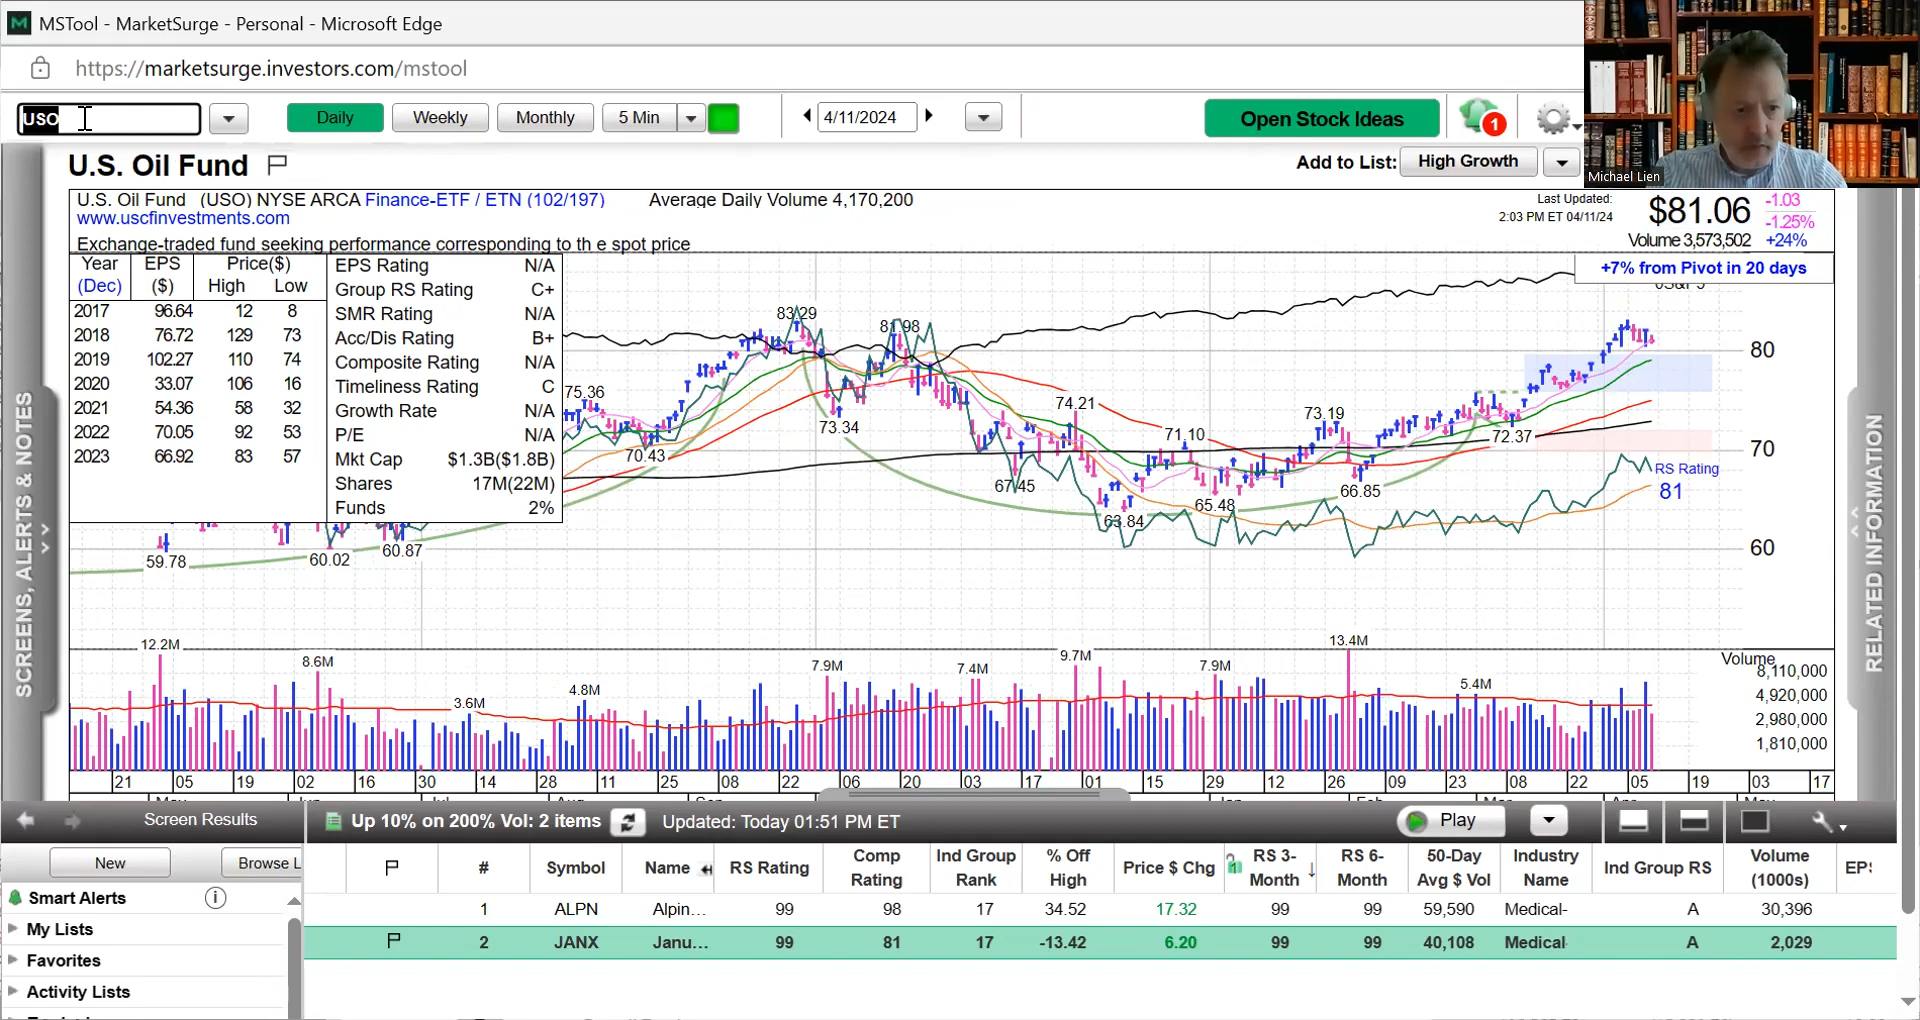 MSTool - MarketSurge - Personal - Microsoft Edge
https://marketsurge.investors.com/mstool
USO
Daily
Weekly
Monthly
5 Min
4/11/2024
Open Stock Ideas
1
Michael Lien
U.S. Oil Fund
Add to List:
High Growth
U.S. Oil Fund (USO) NYSE ARCA Finance-ETF / ETN (102/197) Average Daily Volume 4,170,200
www.uscfinvestments.com
Exchange-traded fund seeking performance corresponding to th e spot price
Last Updated:
2:03 PM ET 04/11/24
$81.06
-1.03
-1.25%
Volume 3,573,502 +24%
+7% from Pivot in 20 days
Year EPS Price($)
(Dec) ($) High Low
2017 96.64 12 8
2018 76.72 129 73
2019 102.27 110 74
2020 33.07 106 16
2021 54.36 58 32
2022 70.05 92 53
2023 66.92 83 57
EPS Rating N/A
Group RS Rating C+
SMR Rating N/A
Acc/Dis Rating B+
Composite Rating N/A
Timeliness Rating C
Growth Rate N/A
P/E N/A
Mkt Cap $1.3B($1.8B)
Shares 17M(22M)
Funds 2%
83.29
81.98
75.36
73.34
70.43
74.21
67.45
63.84
71.10
65.48
73.19
66.85
72.37
59.78
60.02
60.87
80
70
60
RS Rating
81
12.2M
8.6M
3.6M
4.8M
7.9M
7.4M
9.7M
7.9M
13.4M
5.4M
Volume
8,110,000
4,920,000
2,980,000
1,810,000
21 05 19 02 16 30 14 28 11 25 08 22 06 20 03 17 01 15 29 12 26 09 23 08 22 05 19 03 17
SCREENS, ALERTS & NOTES
RELATED INFORMATION
Screen Results
Up 10% on 200% Vol: 2 items
Updated: Today 01:51 PM ET
Play
New
Browse L
Smart Alerts
My Lists
Favorites
Activity Lists
# Symbol Name RS Rating Comp Rating Ind Group Rank % Off High Price $ Chg RS 3-Month RS 6-Month 50-Day Avg $ Vol Industry Name Ind Group RS Volume (1000s) EPS
1 ALPN Alpin... 99 98 17 34.52 17.32 99 99 59,590 Medical- A 30,396
2 JANX Janu... 99 81 17 -13.42 6.20 99 99 40,108 Medical A 2,029